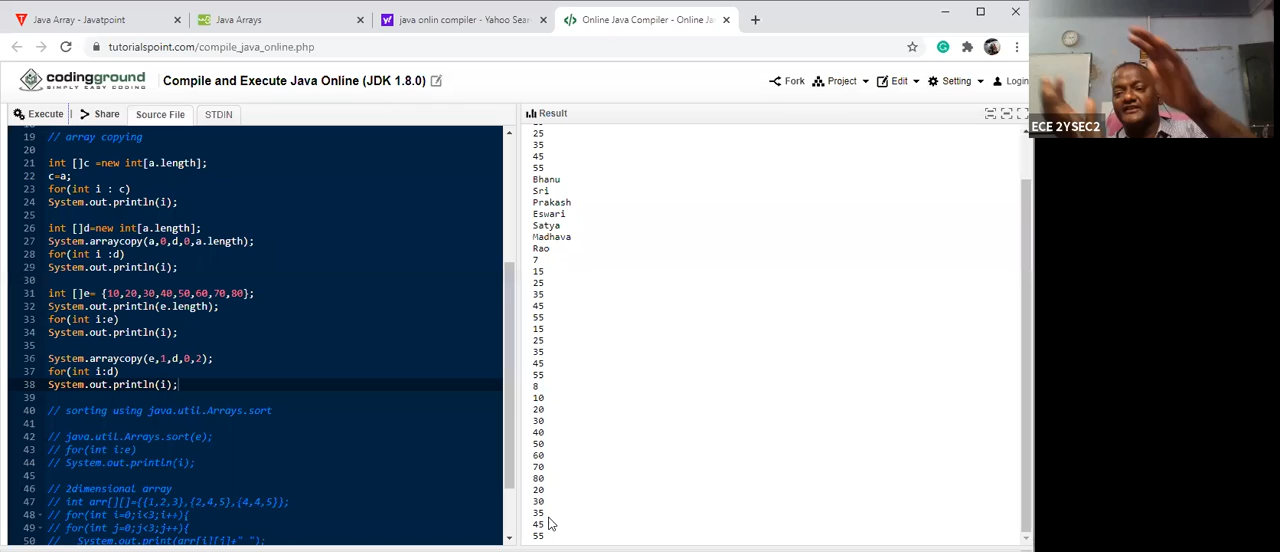 Java Array - Javatpoint
Java Arrays
java onlin compiler - Yahoo Sear
Online Java Compiler - Online Ja
tutorialspoint.com/compile_java_online.php
codingground
SIMPLY EASY CODING
Compile and Execute Java Online (JDK 1.8.0)
Fork
Project
Edit
Setting
Login
ECE 2YSEC2
Execute
Share
Source File
STDIN
Result
19 // array copying
20
21 int []c =new int[a.length];
22 c=a;
23 for(int i : c)
24 System.out.println(i);
25
26 int []d=new int[a.length];
27 System.arraycopy(a,0,d,0,a.length);
28 for(int i :d)
29 System.out.println(i);
30
31 int []e= {10,20,30,40,50,60,70,80};
32 System.out.println(e.length);
33 for(int i:e)
34 System.out.println(i);
35
36 System.arraycopy(e,1,d,0,2);
37 for(int i:d)
38 System.out.println(i);
39
40 // sorting using java.util.Arrays.sort
41
42 // java.util.Arrays.sort(e);
43 // for(int i:e)
44 // System.out.println(i);
45
46 // 2dimensional array
47 // int arr[][]={{1,2,3},{2,4,5},{4,4,5}};
48 // for(int i=0;i<3;i++){
49 // for(int j=0;j<3;j++){
50 // System.out.print(arr[i][j]+" ");
25
35
45
55
Bhanu
Sri
Prakash
Eswari
Satya
Madhava
Rao
7
15
25
35
45
55
15
25
35
45
55
8
10
20
30
40
50
60
70
80
20
30
35
45
55